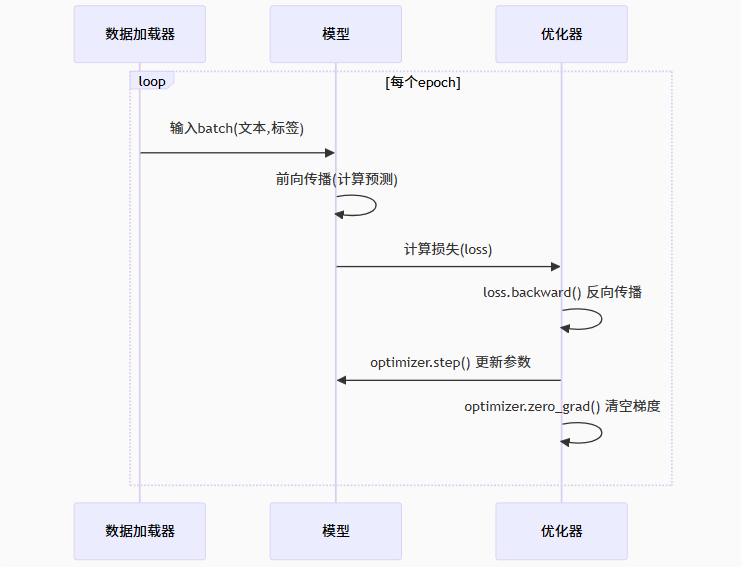 数据加载器
模型
优化器
loop
[每个epoch]
输入batch(文本,标签)
前向传播(计算预测)
计算损失(loss)
loss.backward() 反向传播
optimizer.step() 更新参数
optimizer.zero_grad() 清空梯度
数据加载器
模型
优化器